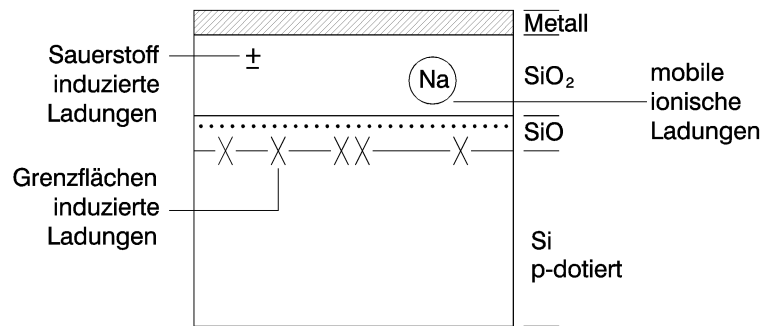 Metall
Sauerstoff
induzierte
Ladungen
±
Na
SiO₂
mobile
ionische
Ladungen
SiO
Grenzflächen
induzierte
Ladungen
Si
p-dotiert